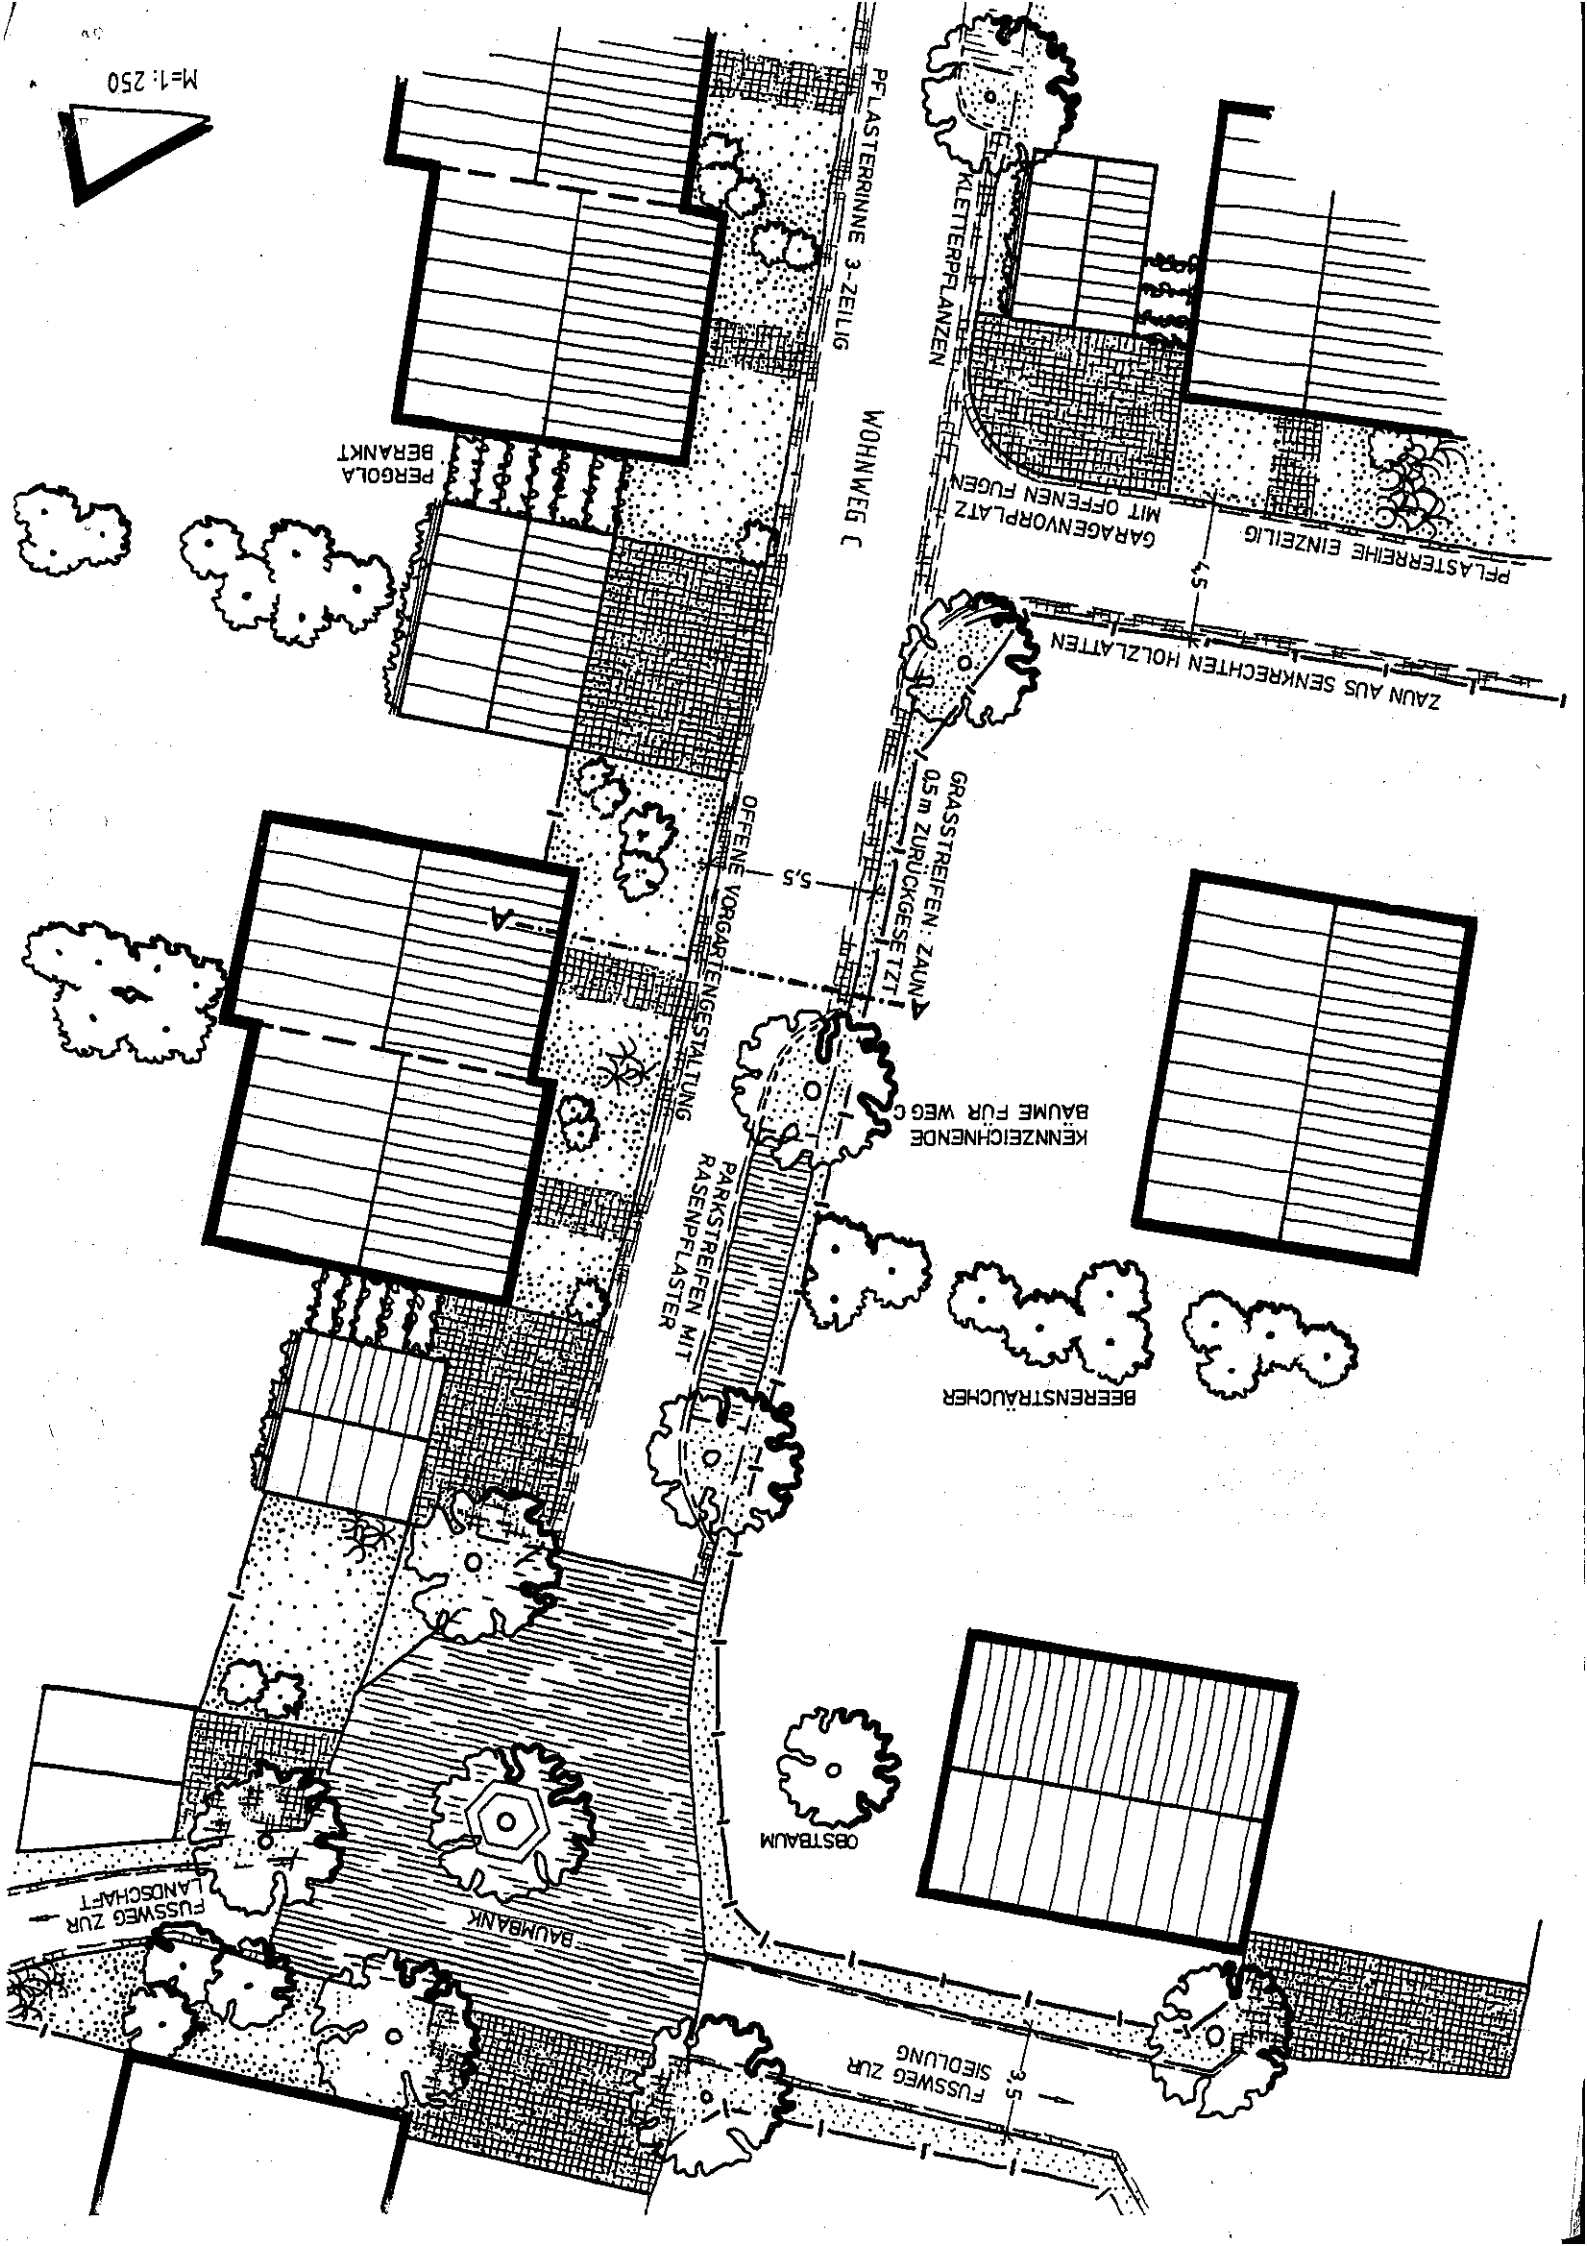 M=1:250
PFLASTERRINNE 3-ZEILIG
KLETTERPFLANZEN
WOHNWEG C
PERGOLA
BERANKT
GARAGENVORPLATZ
MIT OFFENEN FUGEN
PFLASTERREIHE EINZEILIG
4,5
ZAUN AUS SENKRECHTEN HOLZLATTEN
GRASSTREIFEN: ZAUN
0,5 m ZURÜCKGESETZT
OFFENE VORGARTENGESTALTUNG
5,5
A
A
KENNZEICHNENDE
BÄUME FÜR WEG C
PARKSTREIFEN MIT
RASENPFLASTER
BEERENSTRÄUCHER
OBSTBAUM
BAUMBANK
FUSSWEG ZUR
LANDSCHAFT
FUSSWEG ZUR
SIEDLUNG
3,5